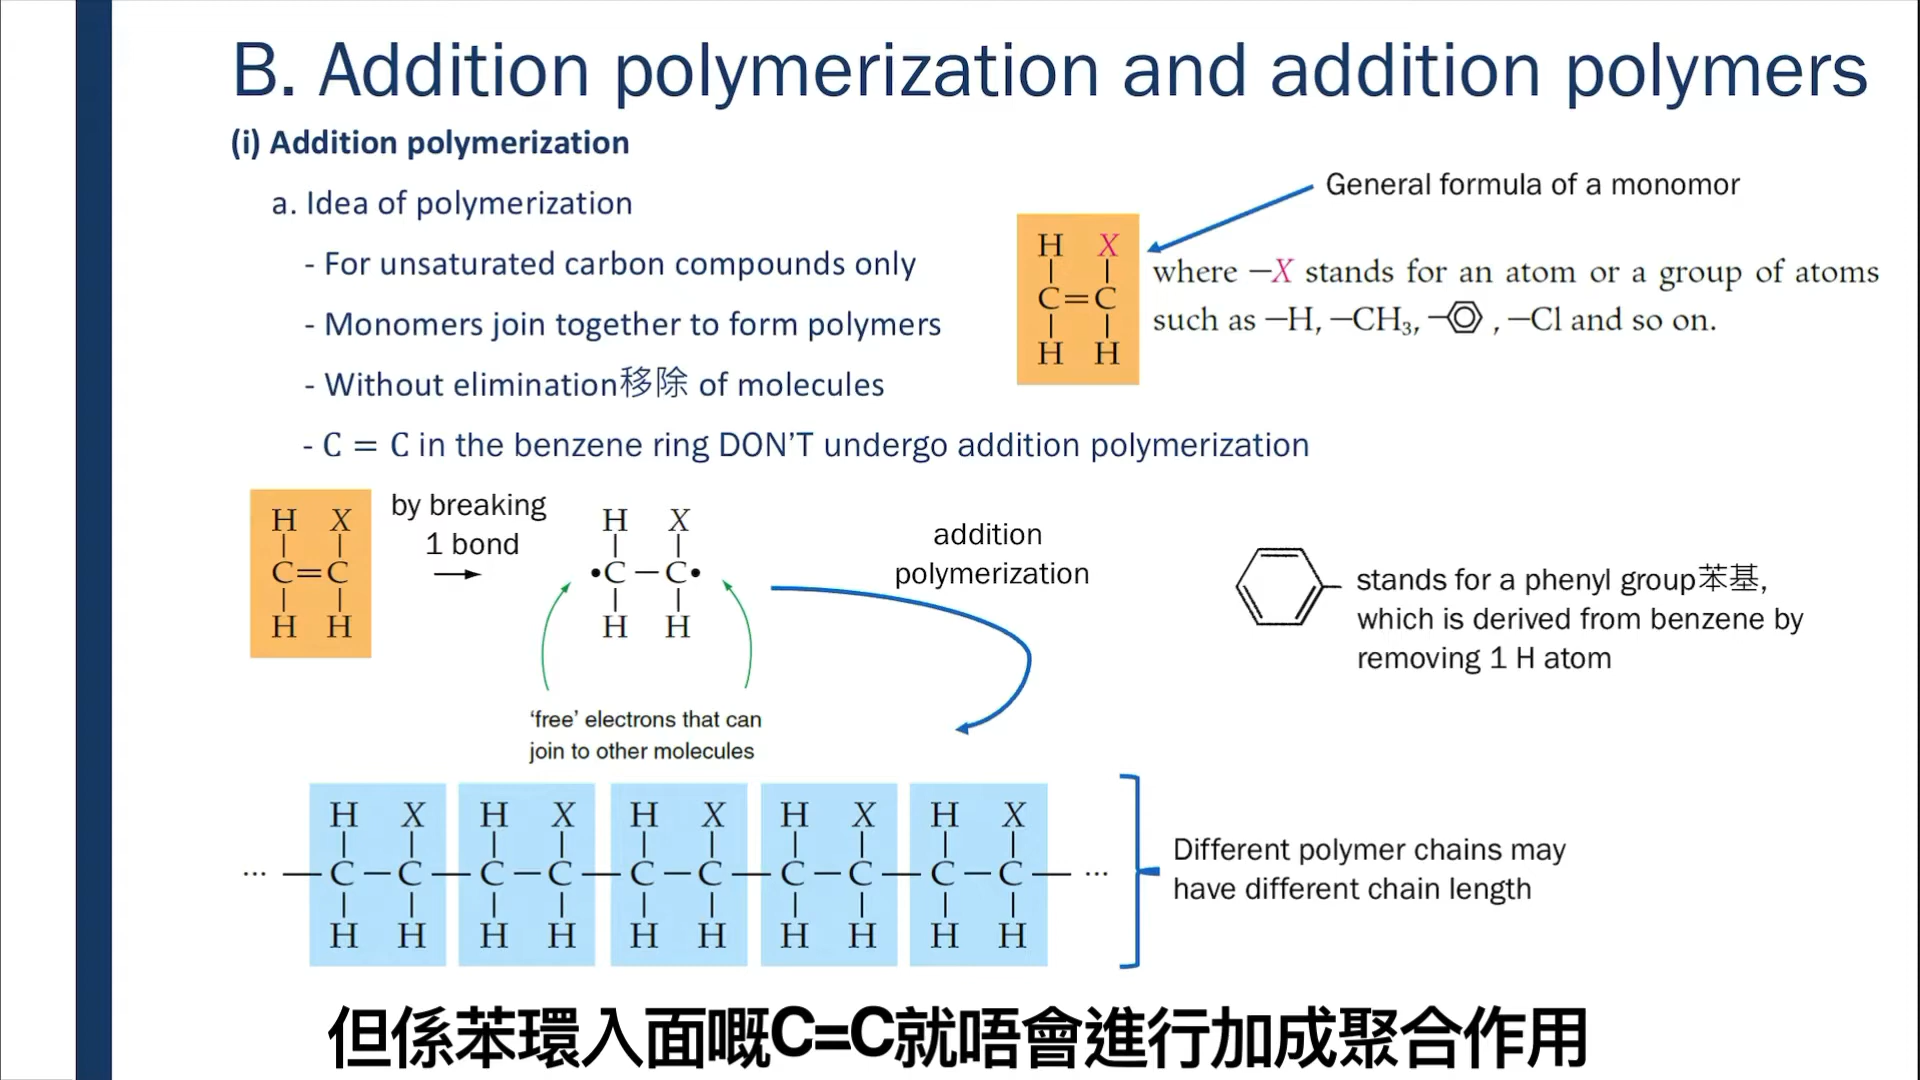 B. Addition polymerization and addition polymers
(i) Addition polymerization
a. Idea of polymerization
- For unsaturated carbon compounds only
- Monomers join together to form polymers
- Without elimination移除 of molecules
- C = C in the benzene ring DON'T undergo addition polymerization
General formula of a monomor
H X
C=C
H H
where –X stands for an atom or a group of atoms
such as –H, –CH₃, – , –Cl and so on.
H X
C=C
H H
by breaking
1 bond
H X
•C – C•
H H
'free' electrons that can
join to other molecules
addition
polymerization
stands for a phenyl group苯基,
which is derived from benzene by
removing 1 H atom
H X H X H X H X H X
... — C – C — C – C — C – C — C – C — C – C — ...
H H H H H H H H H H
Different polymer chains may
have different chain length
但係苯環入面嘅C=C就唔會進行加成聚合作用